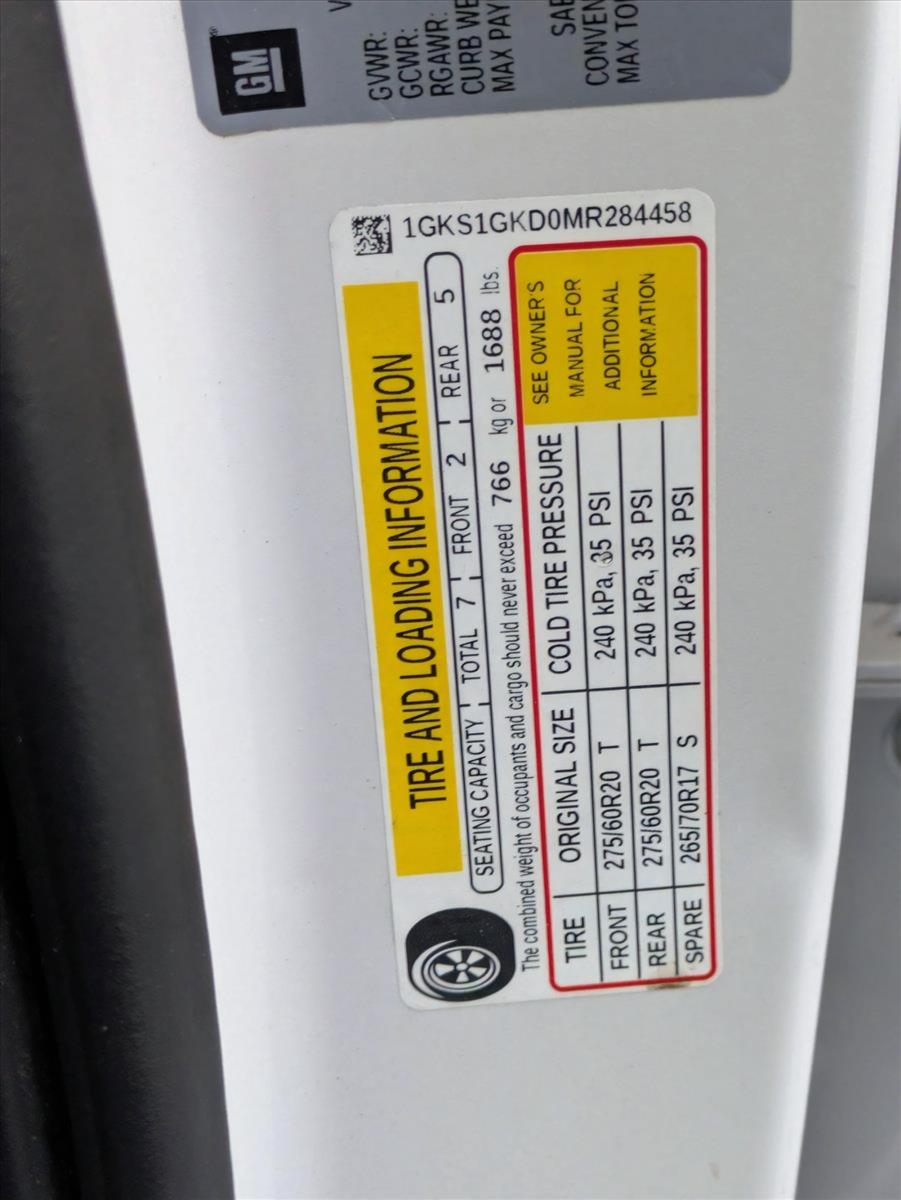 GM
GVWR:
GCWR:
RGAWR:
CURB WE
MAX PAY
CONVEN
MAX TO
1GKS1GKD0MR284458
TIRE AND LOADING INFORMATION
SEATING CAPACITY TOTAL 7 FRONT 2 REAR 5
The combined weight of occupants and cargo should never exceed 766 kg or 1688 lbs.
TIRE ORIGINAL SIZE COLD TIRE PRESSURE
FRONT 275/60R20 T 240 kPa, 35 PSI
REAR 275/60R20 T 240 kPa, 35 PSI
SPARE 265/70R17 S 240 kPa, 35 PSI
SEE OWNER'S
MANUAL FOR
ADDITIONAL
INFORMATION